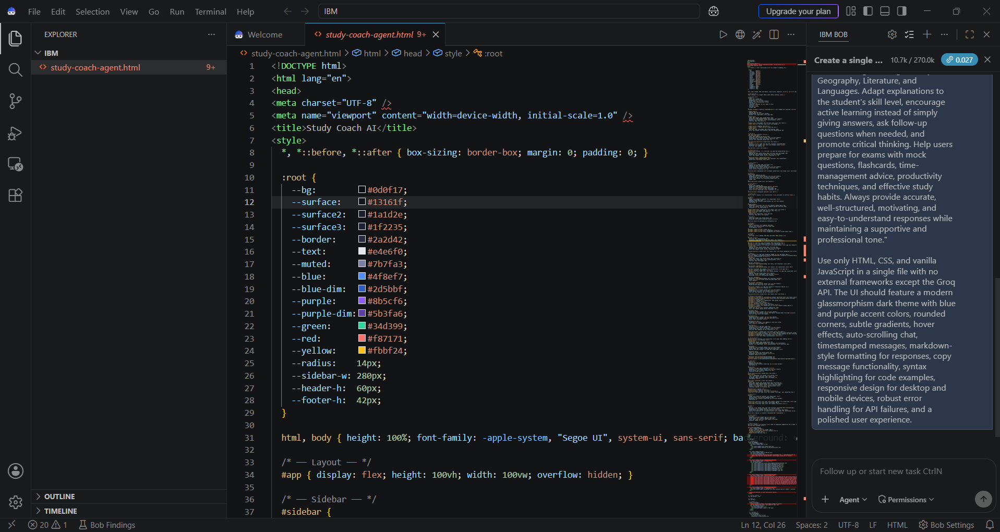 File Edit Selection View Go Run Terminal Help
IBM
Upgrade your plan
EXPLORER
IBM
study-coach-agent.html 9+
OUTLINE
TIMELINE
Welcome
study-coach-agent.html 9+
study-coach-agent.html > html > head > style > :root
1 <!DOCTYPE html>
2 <html lang="en">
3 <head>
4 <meta charset="UTF-8" />
5 <meta name="viewport" content="width=device-width, initial-scale=1.0" />
6 <title>Study Coach AI</title>
7 <style>
8 *, *::before, *::after { box-sizing: border-box; margin: 0; padding: 0; }
9
10 :root {
11 --bg: #0d0f17;
12 --surface: #13161f;
13 --surface2: #1a1d2e;
14 --surface3: #1f2235;
15 --border: #2a2d42;
16 --text: #e4e6f0;
17 --muted: #7b7fa3;
18 --blue: #4f8ef7;
19 --blue-dim: #2d5bbf;
20 --purple: #8b5cf6;
21 --purple-dim: #5b3fa6;
22 --green: #34d399;
23 --red: #f87171;
24 --yellow: #fbbf24;
25 --radius: 14px;
26 --sidebar-w: 280px;
27 --header-h: 60px;
28 --footer-h: 42px;
29 }
30
31 html, body { height: 100%; font-family: -apple-system, "Segoe UI", system-ui, sans-serif; ba
32
33 /* — Layout — */
34 #app { display: flex; height: 100vh; width: 100vw; overflow: hidden; }
35
36 /* — Sidebar — */
37 #sidebar {
IBM BOB
Create a single ... 10.7k / 270.0k 0.027
Geography, Literature, and
Languages. Adapt explanations to
the student's skill level, encourage
active learning instead of simply
giving answers, ask follow-up
questions when needed, and
promote critical thinking. Help users
prepare for exams with mock
questions, flashcards, time-
management advice, productivity
techniques, and effective study
habits. Always provide accurate,
well-structured, motivating, and
easy-to-understand responses while
maintaining a supportive and
professional tone."
Use only HTML, CSS, and vanilla
JavaScript in a single file with no
external frameworks except the Groq
API. The UI should feature a modern
glassmorphism dark theme with blue
and purple accent colors, rounded
corners, subtle gradients, hover
effects, auto-scrolling chat,
timestamped messages, markdown-
style formatting for responses, copy
message functionality, syntax
highlighting for code examples,
responsive design for desktop and
mobile devices, robust error
handling for API failures, and a
polished user experience.
Follow up or start new task CtrlN
Agent Permissions
20 1 Bob Findings
Ln 12, Col 26 Spaces: 2 UTF-8 LF HTML Bob Settings